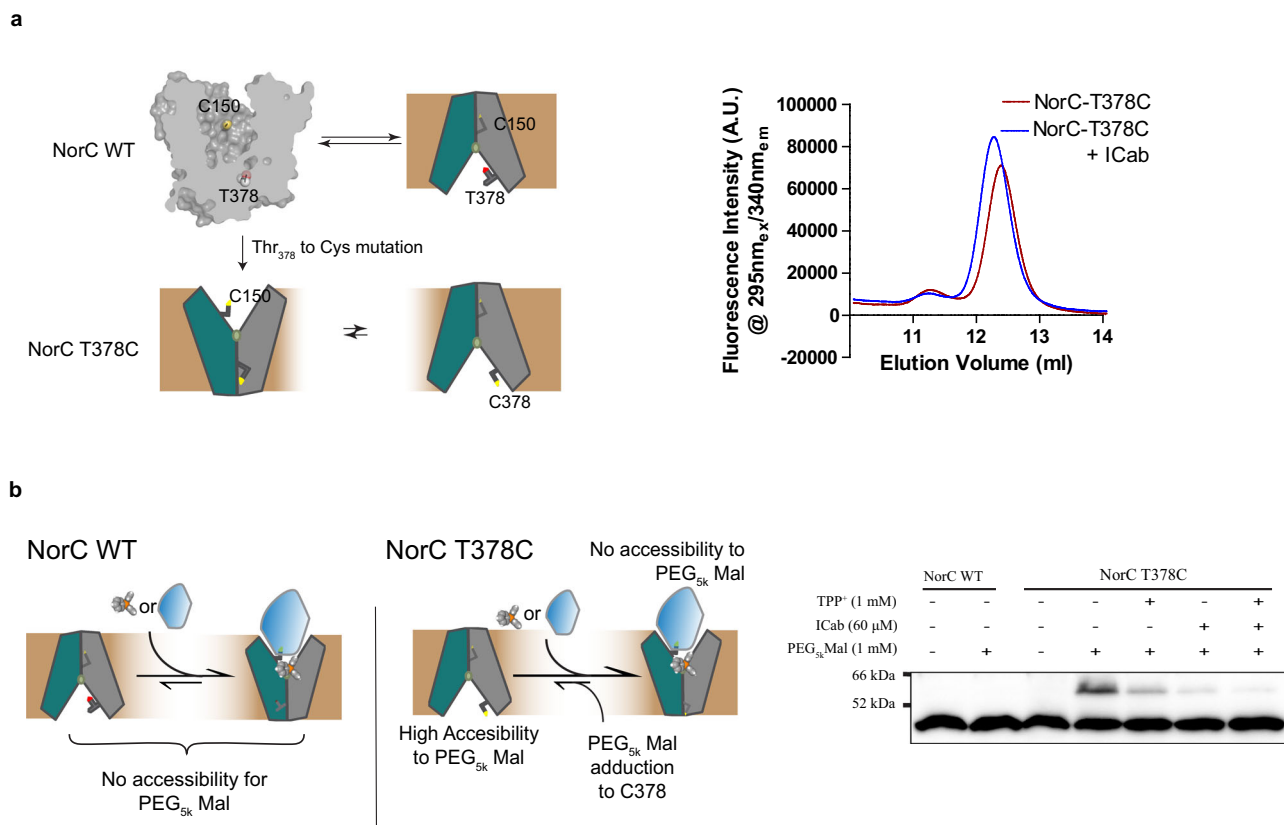 a
NorC WT
C150
T378
C150
T378
Thr378 to Cys mutation
NorC T378C
C150
C378
Fluorescence Intensity (A.U.)
@ 295nmex/340nmem
100000
80000
60000
40000
20000
0
-20000
11 12 13 14
Elution Volume (ml)
NorC-T378C
NorC-T378C
+ ICab
b
NorC WT
or
No accessibility for
PEG5k Mal
NorC T378C
or
No accessibility to
PEG5k Mal
High Accesibility
to PEG5k Mal
PEG5k Mal
adduction
to C378
NorC WT NorC T378C
TPP+ (1 mM) - - - - + - +
ICab (60 μM) - - - - - + +
PEG5kMal (1 mM) - + - + + + +
66 kDa
52 kDa